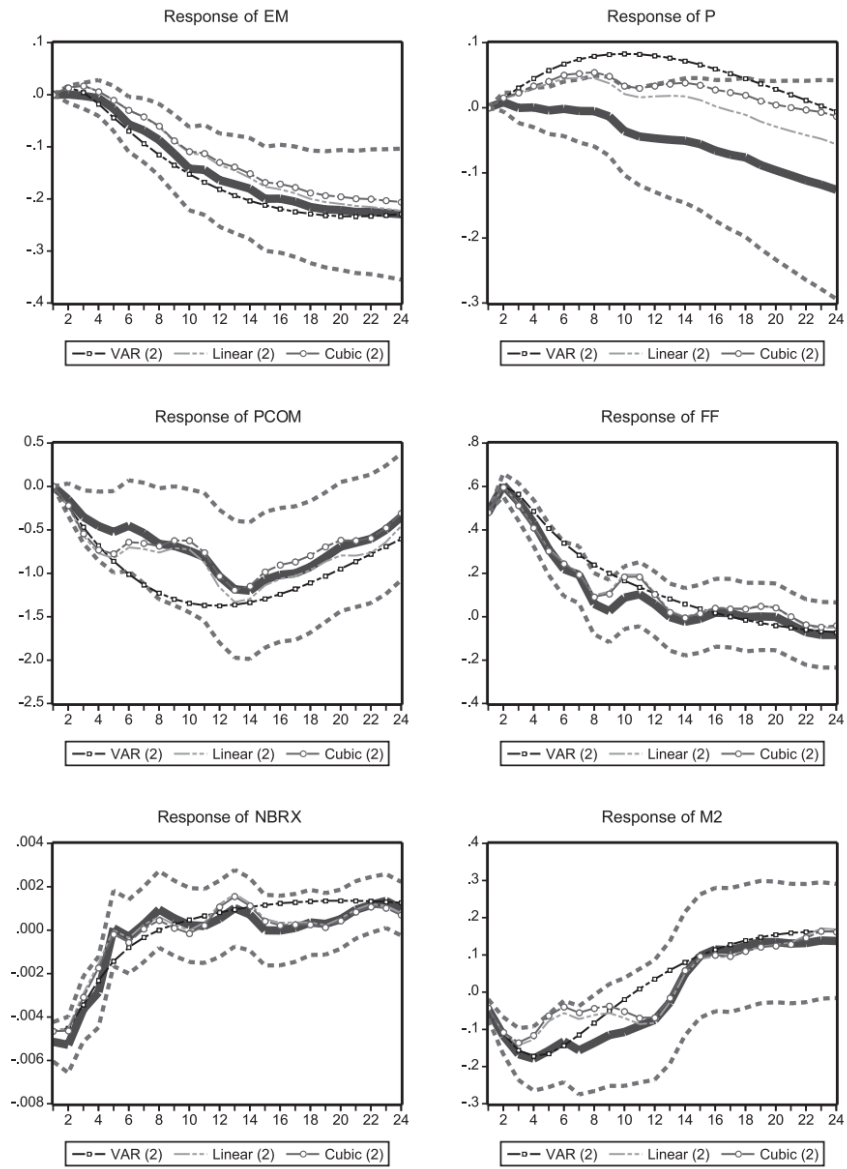 Response of EM
.1
.0
-.1
-.2
-.3
-.4
2 4 6 8 10 12 14 16 18 20 22 24
VAR (2) Linear (2) Cubic (2)
Response of P
.1
.0
-.1
-.2
-.3
2 4 6 8 10 12 14 16 18 20 22 24
VAR (2) Linear (2) Cubic (2)
Response of PCOM
0.5
0.0
-0.5
-1.0
-1.5
-2.0
-2.5
2 4 6 8 10 12 14 16 18 20 22 24
VAR (2) Linear (2) Cubic (2)
Response of FF
.8
.6
.4
.2
.0
-.2
-.4
2 4 6 8 10 12 14 16 18 20 22 24
VAR (2) Linear (2) Cubic (2)
Response of NBRX
.004
.002
.000
-.002
-.004
-.006
-.008
2 4 6 8 10 12 14 16 18 20 22 24
VAR (2) Linear (2) Cubic (2)
Response of M2
.4
.3
.2
.1
.0
-.1
-.2
-.3
2 4 6 8 10 12 14 16 18 20 22 24
VAR (2) Linear (2) Cubic (2)